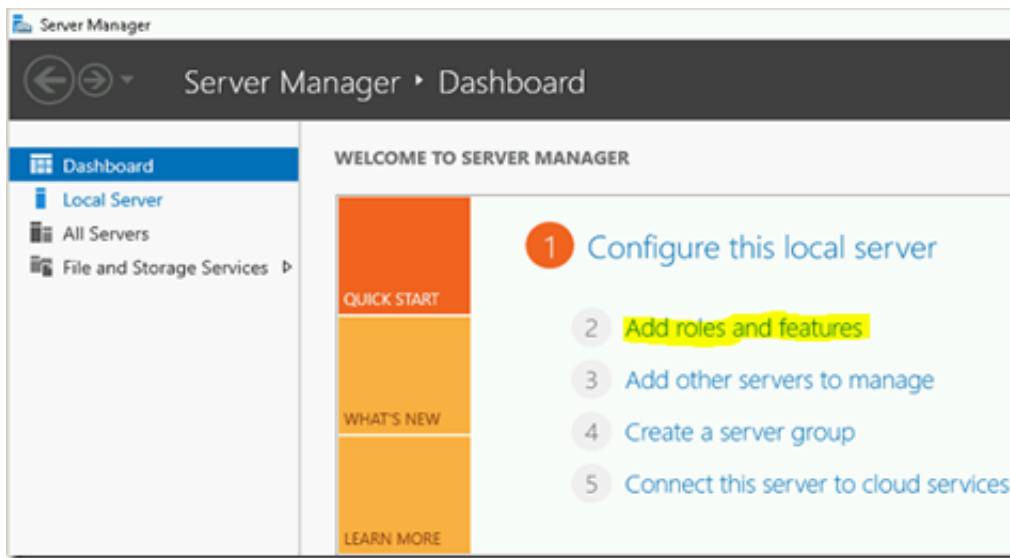 Server Manager
Server Manager ‣ Dashboard
Dashboard
Local Server
All Servers
File and Storage Services
WELCOME TO SERVER MANAGER
QUICK START
WHAT'S NEW
LEARN MORE
1 Configure this local server
2 Add roles and features
3 Add other servers to manage
4 Create a server group
5 Connect this server to cloud services